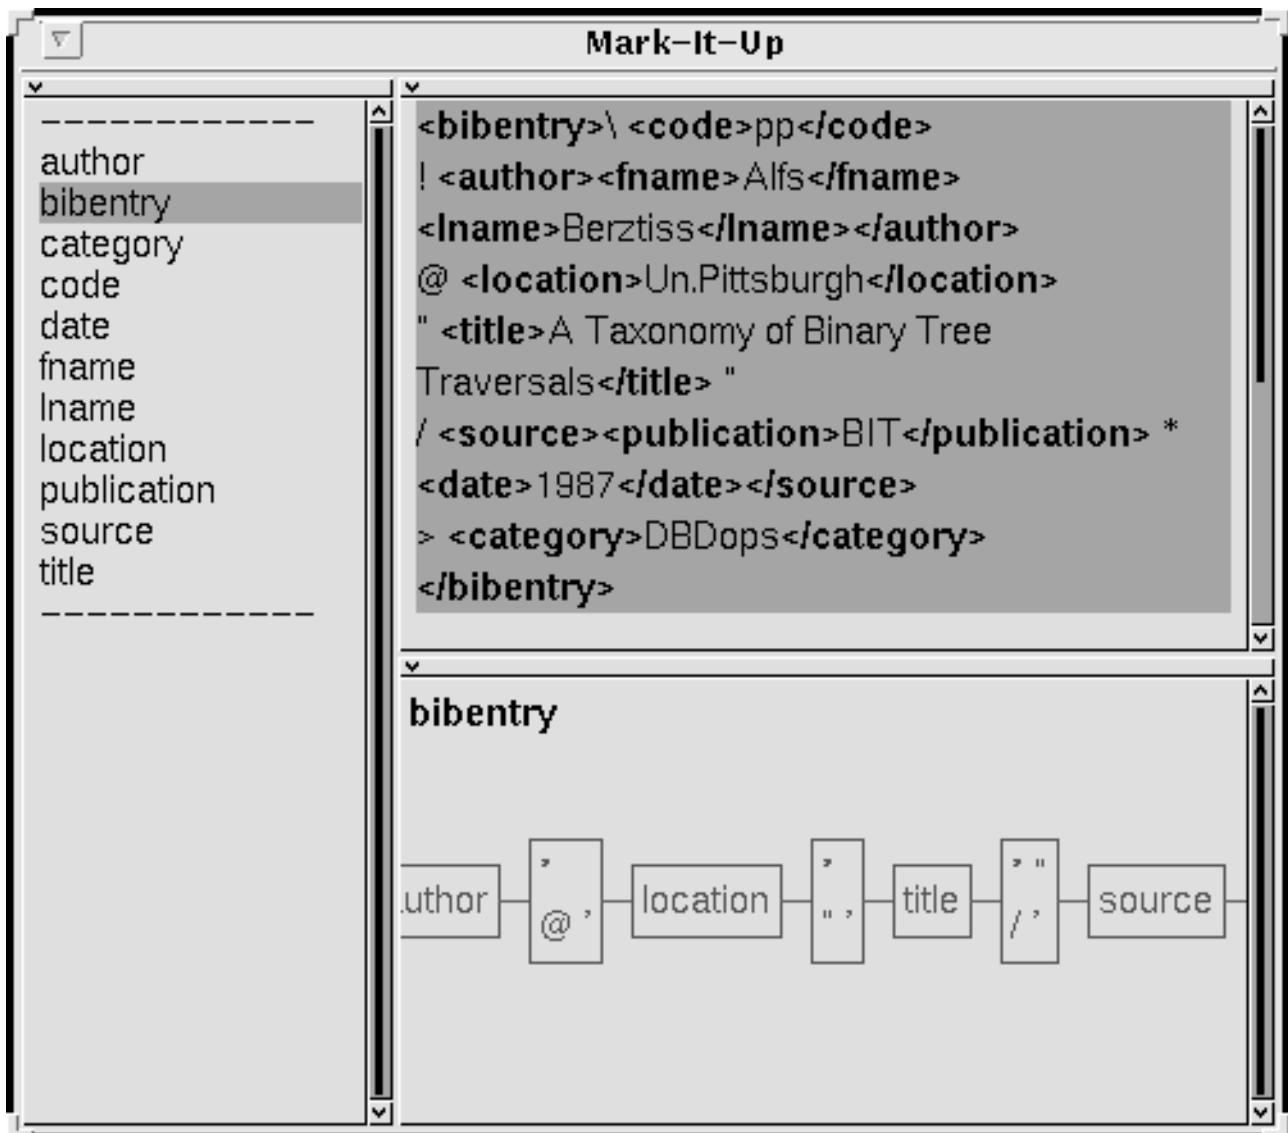 Mark-It-Up
------------
author
bibentry
category
code
date
fname
lname
location
publication
source
title
------------
<bibentry>\ <code>pp</code>
! <author><fname>Alfs</fname>
<lname>Berztiss</lname></author>
@ <location>Un.Pittsburgh</location>
" <title>A Taxonomy of Binary Tree
Traversals</title> "
/ <source><publication>BIT</publication> *
<date>1987</date></source>
> <category>DBDops</category>
</bibentry>
bibentry
uthor
'
@ '
location
'
" '
title
' "
/ '
source